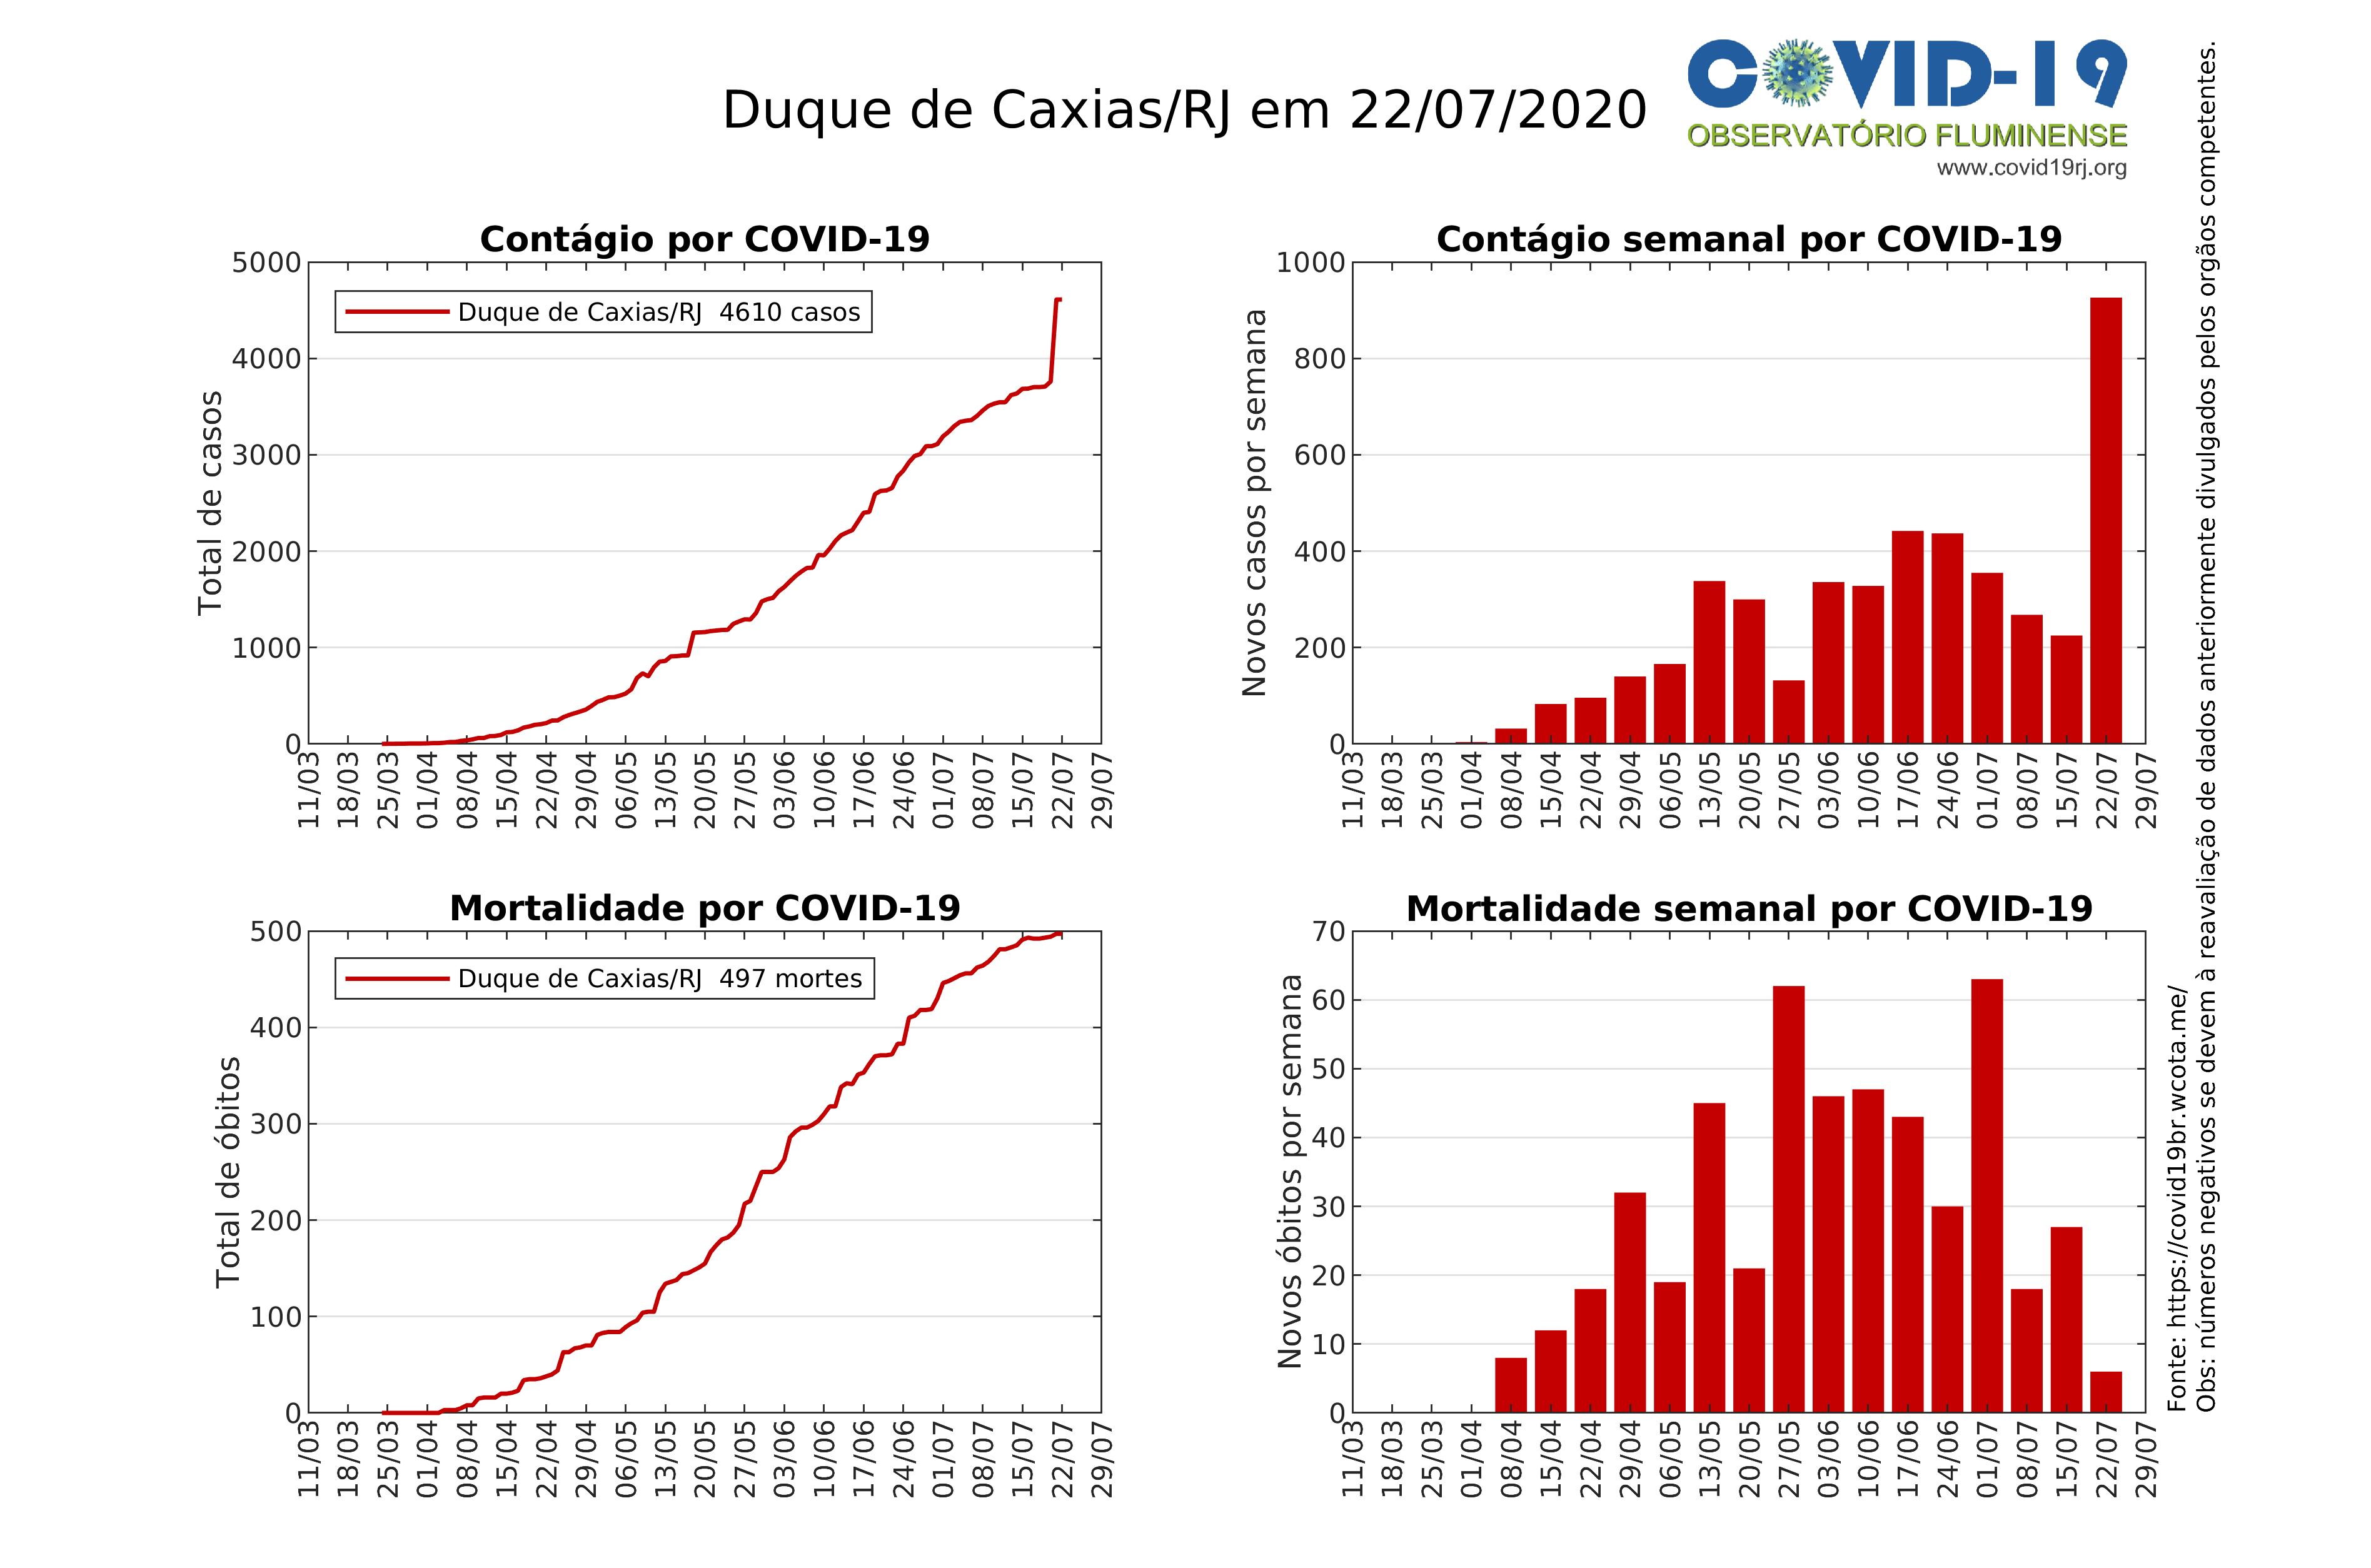 Duque de Caxias/RJ em 22/07/2020
COVID-19
OBSERVATÓRIO FLUMINENSE
www.covid19rj.org
Contágio por COVID-19
Total de casos
5000
4000
3000
2000
1000
0
Duque de Caxias/RJ 4610 casos
11/03 18/03 25/03 01/04 08/04 15/04 22/04 29/04 06/05 13/05 20/05 27/05 03/06 10/06 17/06 24/06 01/07 08/07 15/07 22/07 29/07
Contágio semanal por COVID-19
Novos casos por semana
1000
800
600
400
200
0
11/03 18/03 25/03 01/04 08/04 15/04 22/04 29/04 06/05 13/05 20/05 27/05 03/06 10/06 17/06 24/06 01/07 08/07 15/07 22/07 29/07
Mortalidade por COVID-19
Total de óbitos
500
400
300
200
100
0
Duque de Caxias/RJ 497 mortes
11/03 18/03 25/03 01/04 08/04 15/04 22/04 29/04 06/05 13/05 20/05 27/05 03/06 10/06 17/06 24/06 01/07 08/07 15/07 22/07 29/07
Mortalidade semanal por COVID-19
Novos óbitos por semana
70
60
50
40
30
20
10
0
11/03 18/03 25/03 01/04 08/04 15/04 22/04 29/04 06/05 13/05 20/05 27/05 03/06 10/06 17/06 24/06 01/07 08/07 15/07 22/07 29/07
Fonte: https://covid19br.wcota.me/
Obs: números negativos se devem à reavaliação de dados anteriormente divulgados pelos orgãos competentes.